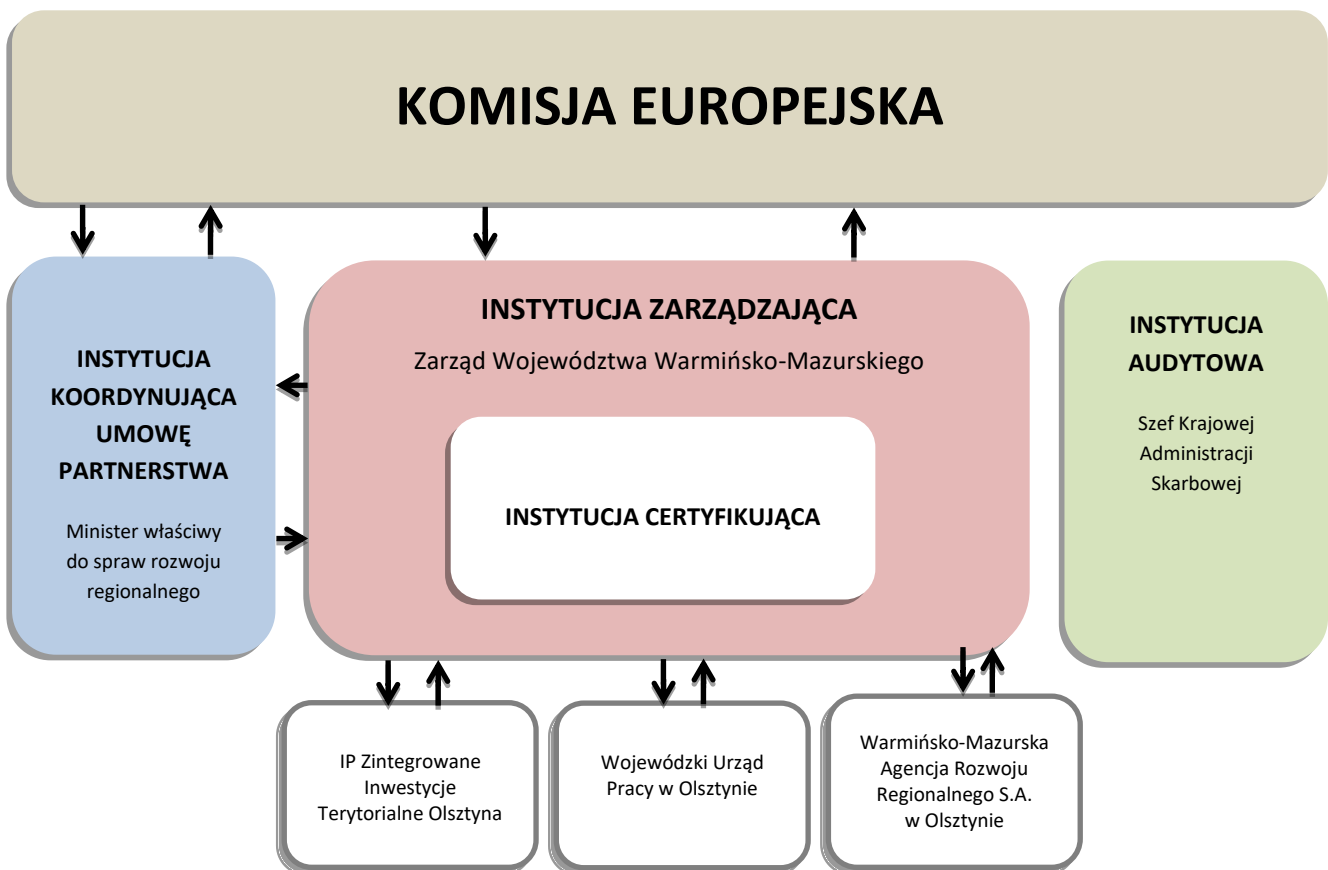 KOMISJA EUROPEJSKA
INSTYTUCJA
KOORDYNUJĄCA
UMOWĘ
PARTNERSTWA
Minister właściwy
do spraw rozwoju
regionalnego
INSTYTUCJA ZARZĄDZAJĄCA
Zarząd Województwa Warmińsko-Mazurskiego
INSTYTUCJA CERTYFIKUJĄCA
INSTYTUCJA
AUDYTOWA
Szef Krajowej
Administracji
Skarbowej
IP Zintegrowane
Inwestycje
Terytorialne Olsztyna
Wojewódzki Urząd
Pracy w Olsztynie
Warmińsko-Mazurska
Agencja Rozwoju
Regionalnego S.A.
w Olsztynie